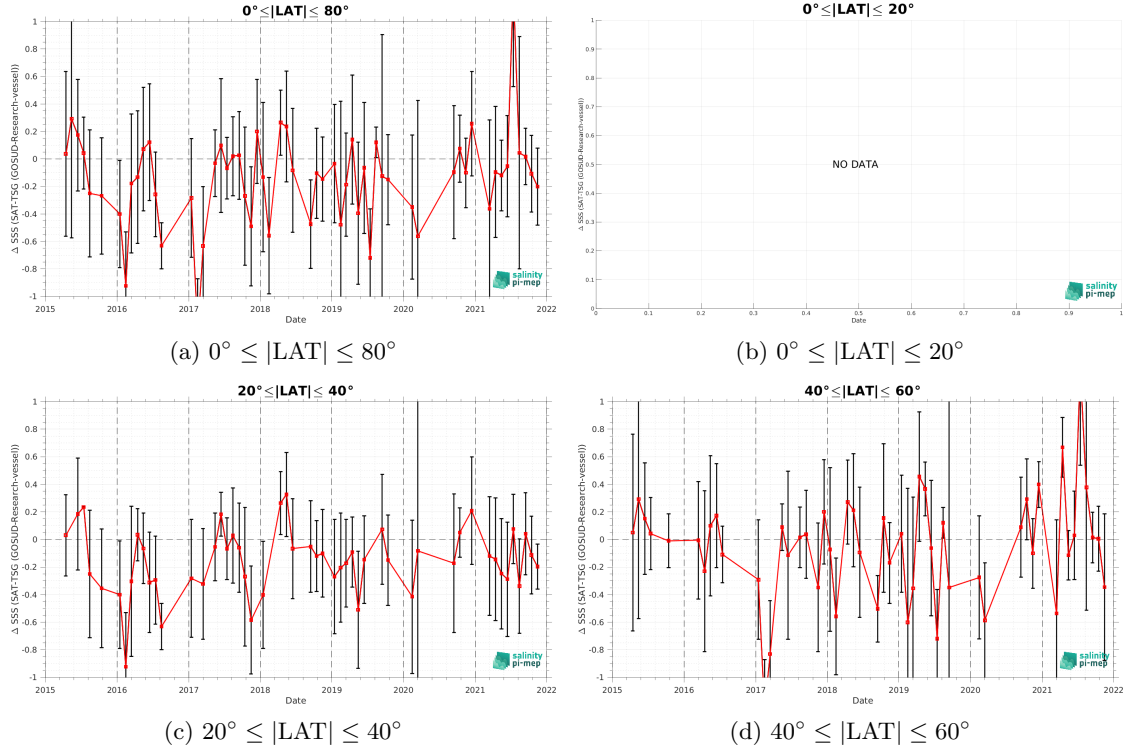 0°≤|LAT|≤ 80°
Δ SSS (SAT-TSG (GOSUD-Research-vessel))
1
0.8
0.6
0.4
0.2
0
-0.2
-0.4
-0.6
-0.8
-1
2015 2016 2017 2018 2019 2020 2021 2022
Date
salinity
pi-mep
(a) 0° ≤ |LAT| ≤ 80°
0°≤|LAT|≤ 20°
Δ SSS (SAT-TSG (GOSUD-Research-vessel))
1
0.9
0.8
0.7
0.6
0.5
0.4
0.3
0.2
0.1
0
NO DATA
0 0.1 0.2 0.3 0.4 0.5 0.6 0.7 0.8 0.9 1
Date
salinity
pi-mep
(b) 0° ≤ |LAT| ≤ 20°
20°≤|LAT|≤ 40°
Δ SSS (SAT-TSG (GOSUD-Research-vessel))
1
0.8
0.6
0.4
0.2
0
-0.2
-0.4
-0.6
-0.8
-1
2015 2016 2017 2018 2019 2020 2021 2022
Date
salinity
pi-mep
(c) 20° ≤ |LAT| ≤ 40°
40°≤|LAT|≤ 60°
Δ SSS (SAT-TSG (GOSUD-Research-vessel))
1
0.8
0.6
0.4
0.2
0
-0.2
-0.4
-0.6
-0.8
-1
2015 2016 2017 2018 2019 2020 2021 2022
Date
salinity
pi-mep
(d) 40° ≤ |LAT| ≤ 60°